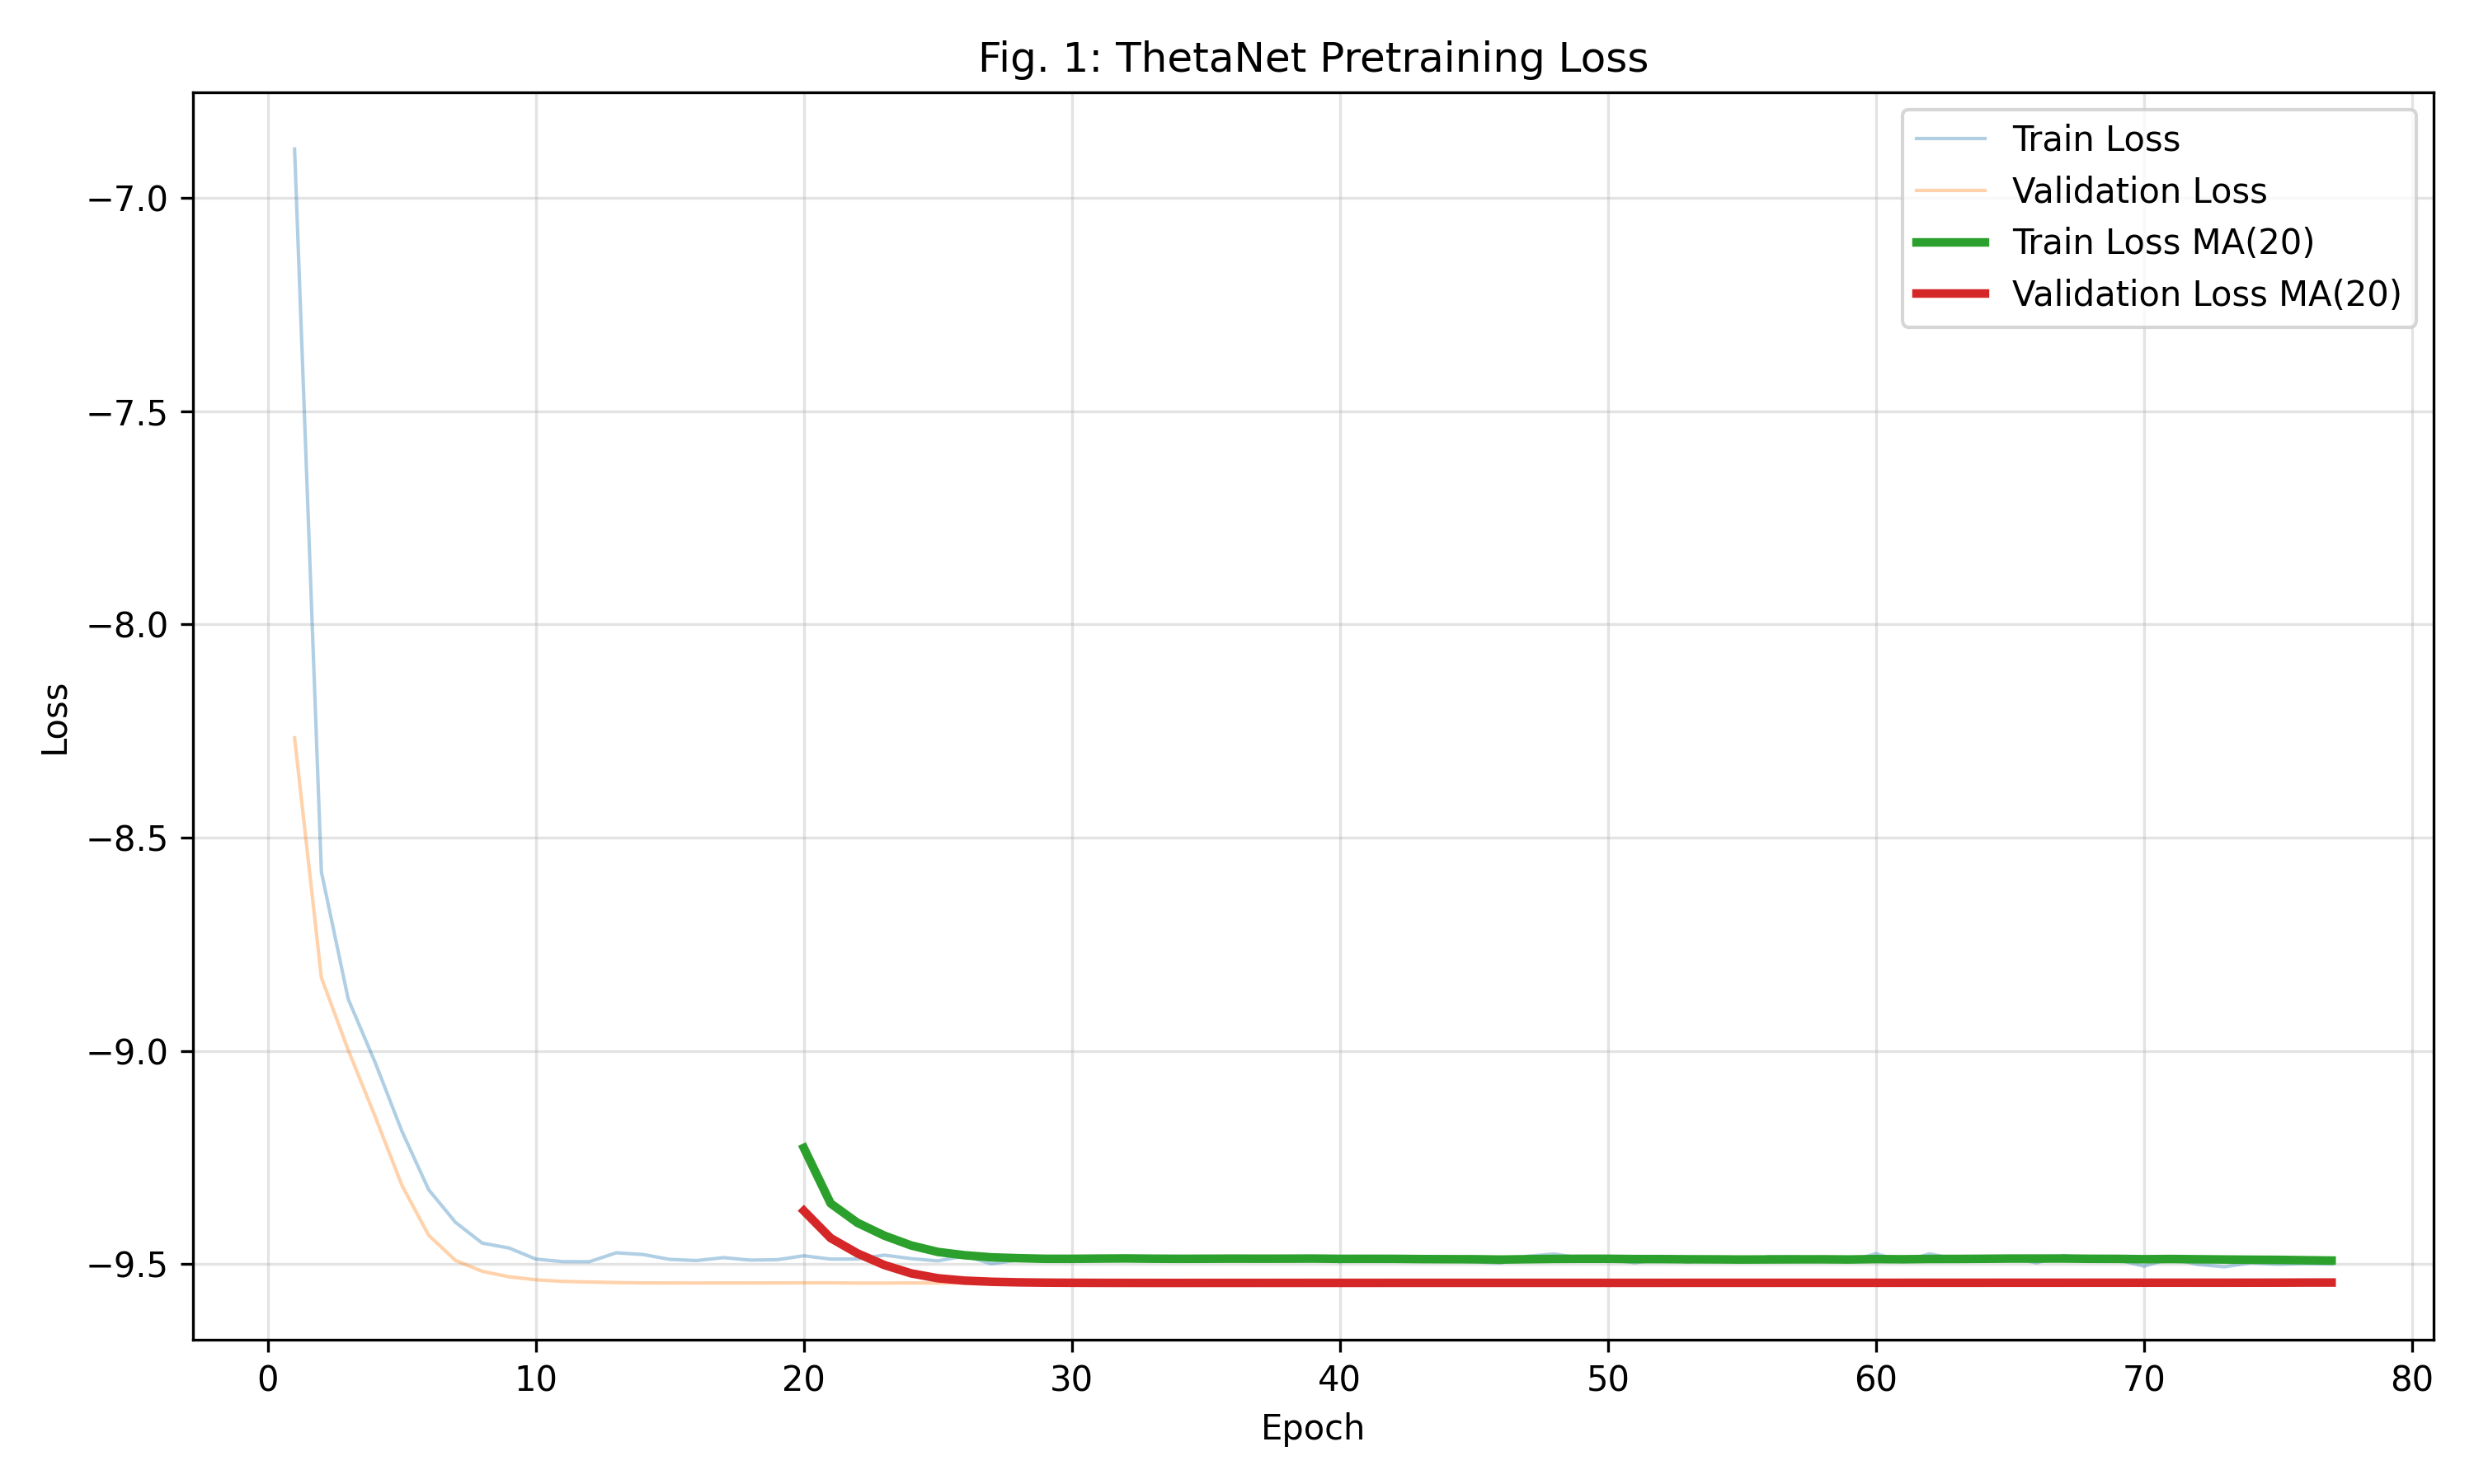 Fig. 1: ThetaNet Pretraining Loss
Train Loss
Validation Loss
Train Loss MA(20)
Validation Loss MA(20)
−7.0
−7.5
−8.0
−8.5
−9.0
−9.5
Loss
0 10 20 30 40 50 60 70 80
Epoch